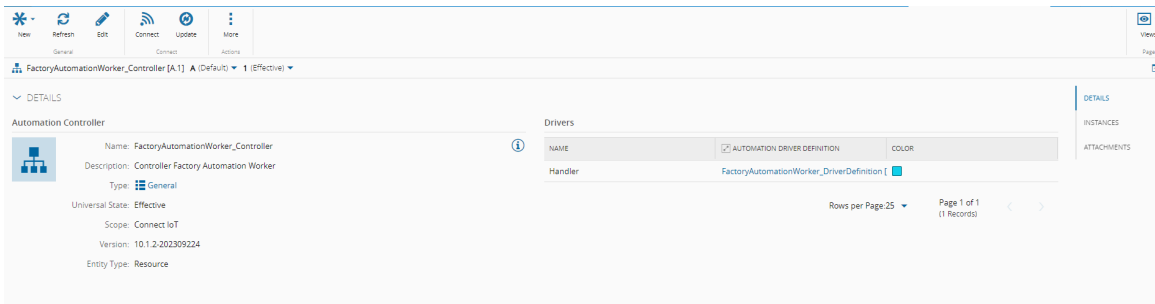 New Refresh Edit Connect Update More Views
General Connect Actions Page
FactoryAutomationWorker_Controller [A.1] A (Default) 1 (Effective)
DETAILS
Automation Controller
Name: FactoryAutomationWorker_Controller
Description: Controller Factory Automation Worker
Type: General
Universal State: Effective
Scope: Connect IoT
Version: 10.1.2-202309224
Entity Type: Resource
Drivers
NAME AUTOMATION DRIVER DEFINITION COLOR
Handler FactoryAutomationWorker_DriverDefinition [
Rows per Page:25 Page 1 of 1
(1 Records)
DETAILS
INSTANCES
ATTACHMENTS